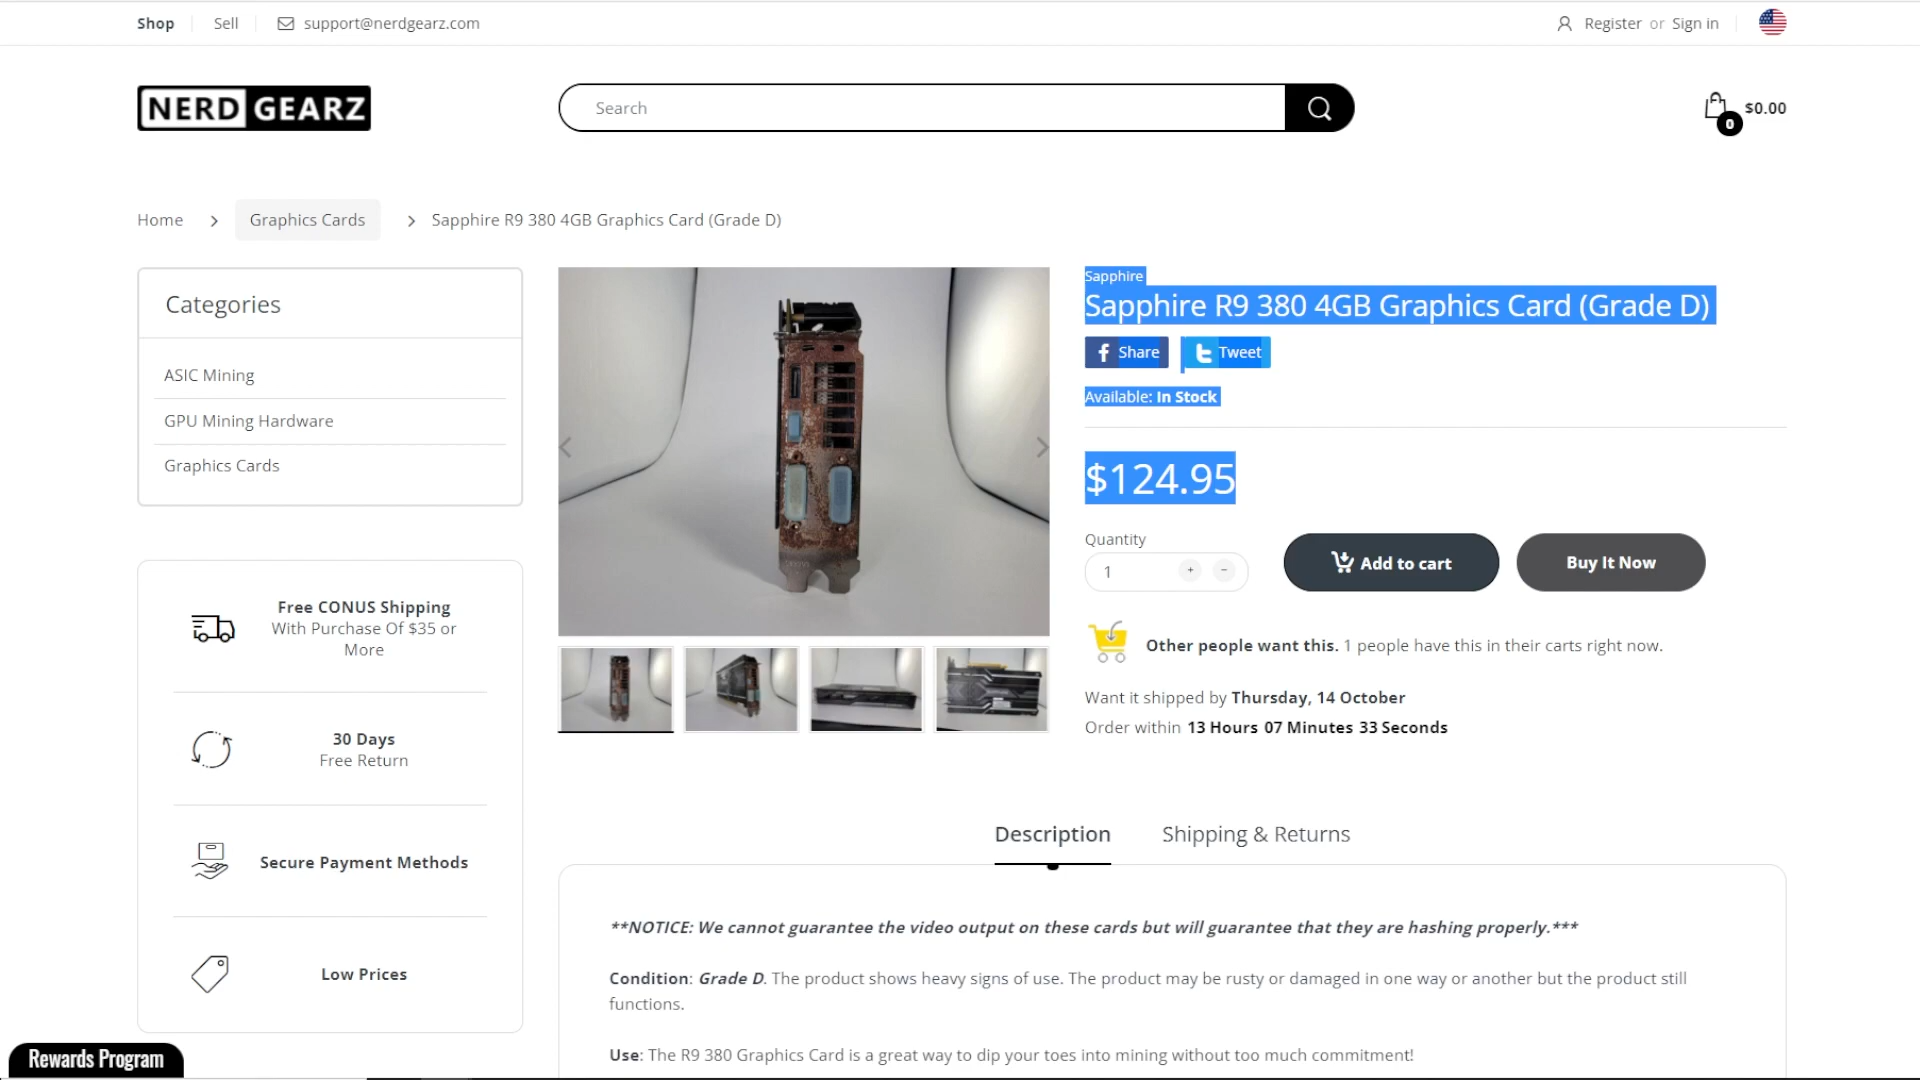 Shop
Sell
support@nerdgearz.com
Register or Sign in
NERD GEARZ
Search
0
$0.00
Home
Graphics Cards
Sapphire R9 380 4GB Graphics Card (Grade D)
Categories
ASIC Mining
GPU Mining Hardware
Graphics Cards
Free CONUS Shipping
With Purchase Of $35 or
More
30 Days
Free Return
Secure Payment Methods
Low Prices
Rewards Program
Sapphire
Sapphire R9 380 4GB Graphics Card (Grade D)
Share
Tweet
Available: In Stock
$124.95
Quantity
1
+
−
Add to cart
Buy It Now
Other people want this. 1 people have this in their carts right now.
Want it shipped by Thursday, 14 October
Order within 13 Hours 07 Minutes 33 Seconds
Description
Shipping & Returns
**NOTICE: We cannot guarantee the video output on these cards but will guarantee that they are hashing properly.***
Condition: Grade D. The product shows heavy signs of use. The product may be rusty or damaged in one way or another but the product still
functions.
Use: The R9 380 Graphics Card is a great way to dip your toes into mining without too much commitment!